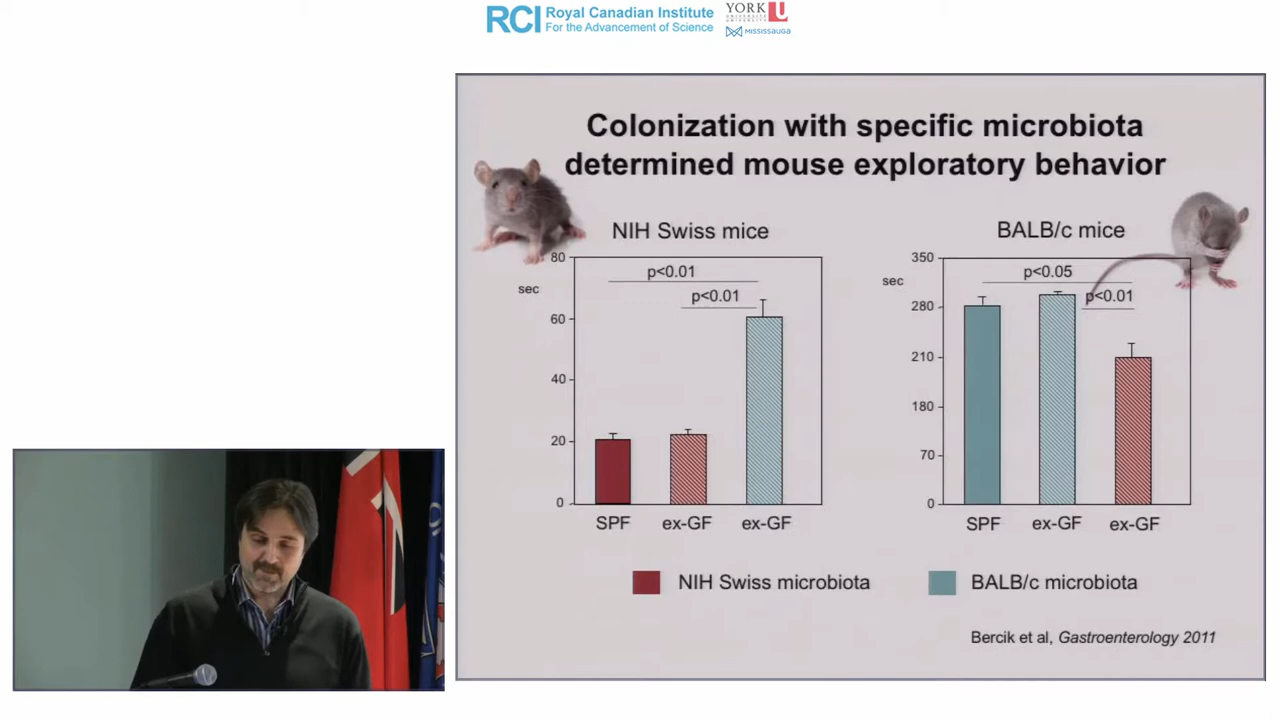 RCI Royal Canadian Institute
For the Advancement of Science
YORK U
UNIVERSITÉ
UNIVERSITY
MISSISSAUGA
Colonization with specific microbiota
determined mouse exploratory behavior
NIH Swiss mice
80
sec
60
40
20
0
p<0.01
p<0.01
SPF
ex-GF
ex-GF
BALB/c mice
350
sec
280
210
180
70
0
p<0.05
p<0.01
SPF
ex-GF
ex-GF
NIH Swiss microbiota
BALB/c microbiota
Bercik et al, Gastroenterology 2011